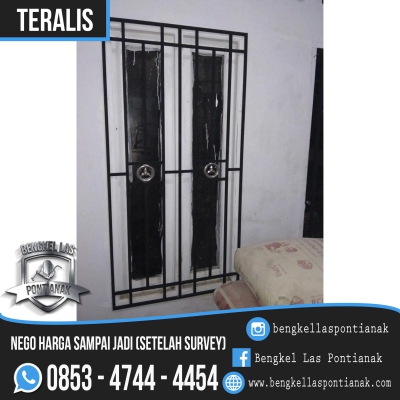 TERALIS
BENGKEL LAS
PONTIANAK
NEGO HARGA SAMPAI JADI (SETELAH SURVEY)
0853 - 4744 - 4454
bengkellaspontianak
Bengkel Las Pontianak
www.bengkellaspontianak.com